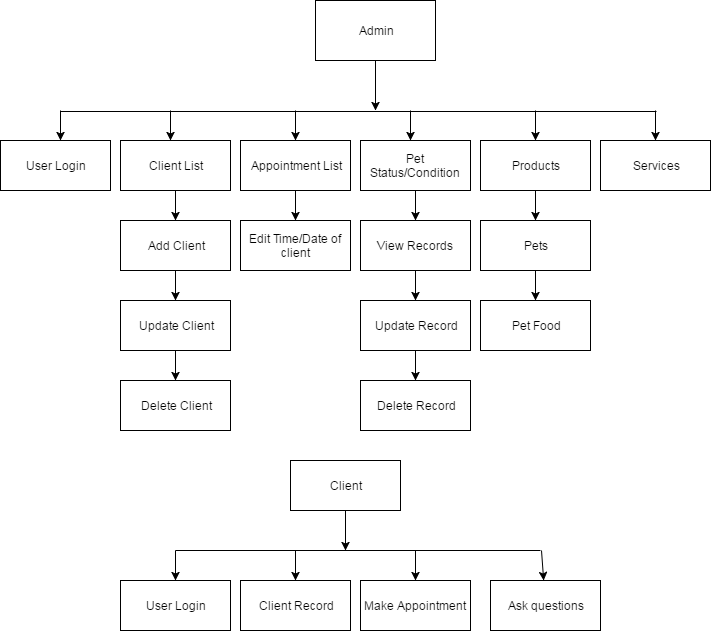 Admin
User Login
Client List
Appointment List
Pet
Status/Condition
Products
Services
Add Client
Edit Time/Date of
client
View Records
Pets
Update Client
Update Record
Pet Food
Delete Client
Delete Record
Client
User Login
Client Record
Make Appointment
Ask questions